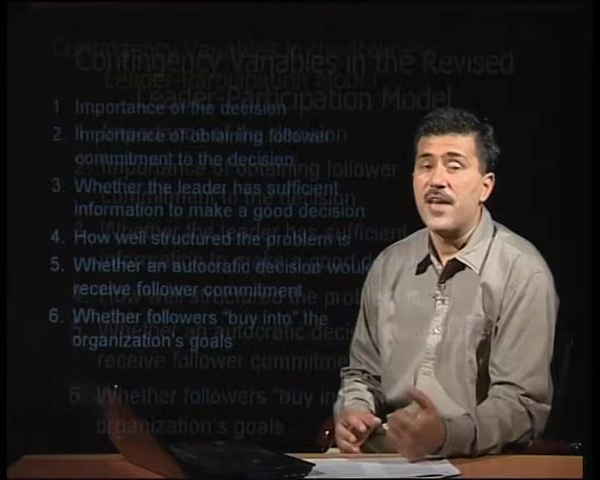 Contingency Variables in the Revised
Leader-Participation Model
1. Importance of the decision
2. Importance of obtaining follower
commitment to the decision
3. Whether the leader has sufficient
information to make a good decision
4. How well structured the problem is
5. Whether an autocratic decision would
receive follower commitment
6. Whether followers "buy into" the
organization's goals